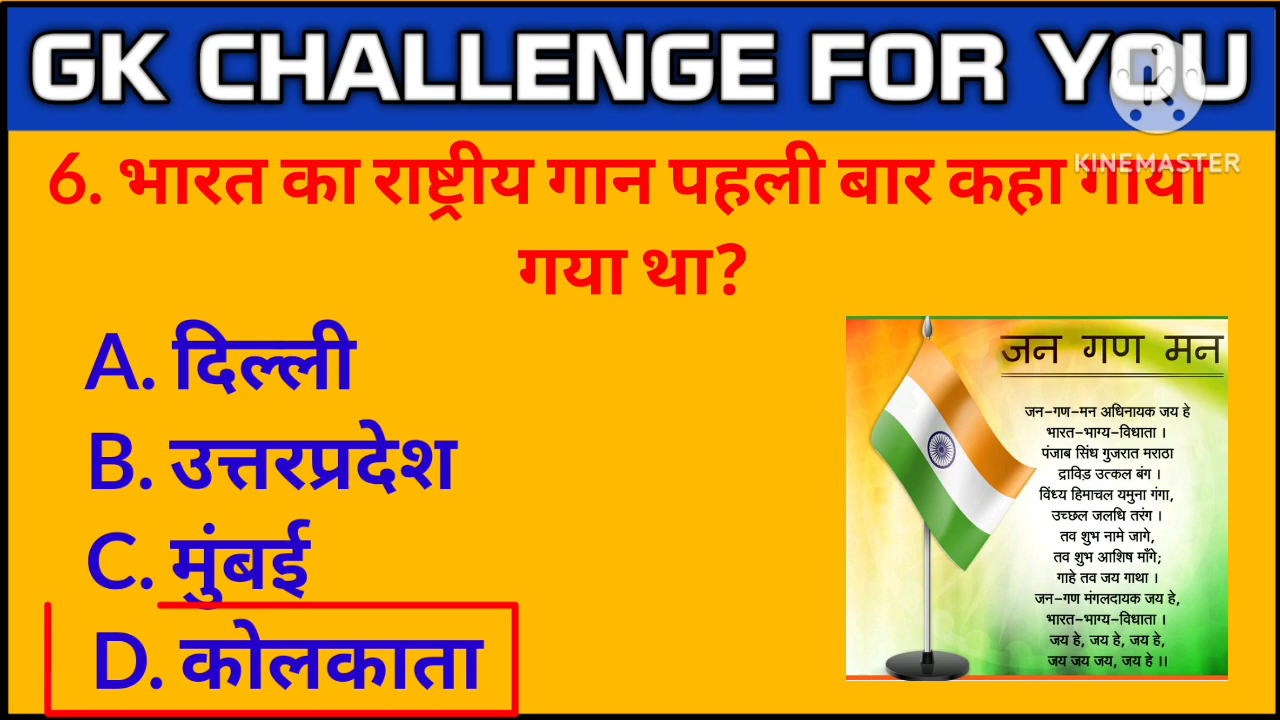 GK CHALLENGE FOR YOU
KINEMASTER
6. भारत का राष्ट्रीय गान पहली बार कहा गाया
गया था?
A. दिल्ली
B. उत्तरप्रदेश
C. मुंबई
D. कोलकाता
जन गण मन
जन-गण-मन अधिनायक जय हे
भारत-भाग्य-विधाता ।
पंजाब सिंध गुजरात मराठा
द्राविड़ उत्कल बंग ।
विंध्य हिमाचल यमुना गंगा,
उच्छल जलधि तरंग ।
तव शुभ नामे जागे,
तव शुभ आशिष माँगे;
गाहे तव जय गाथा ।
जन-गण मंगलदायक जय हे,
भारत-भाग्य-विधाता ।
जय हे, जय हे, जय हे,
जय जय जय, जय हे ।।